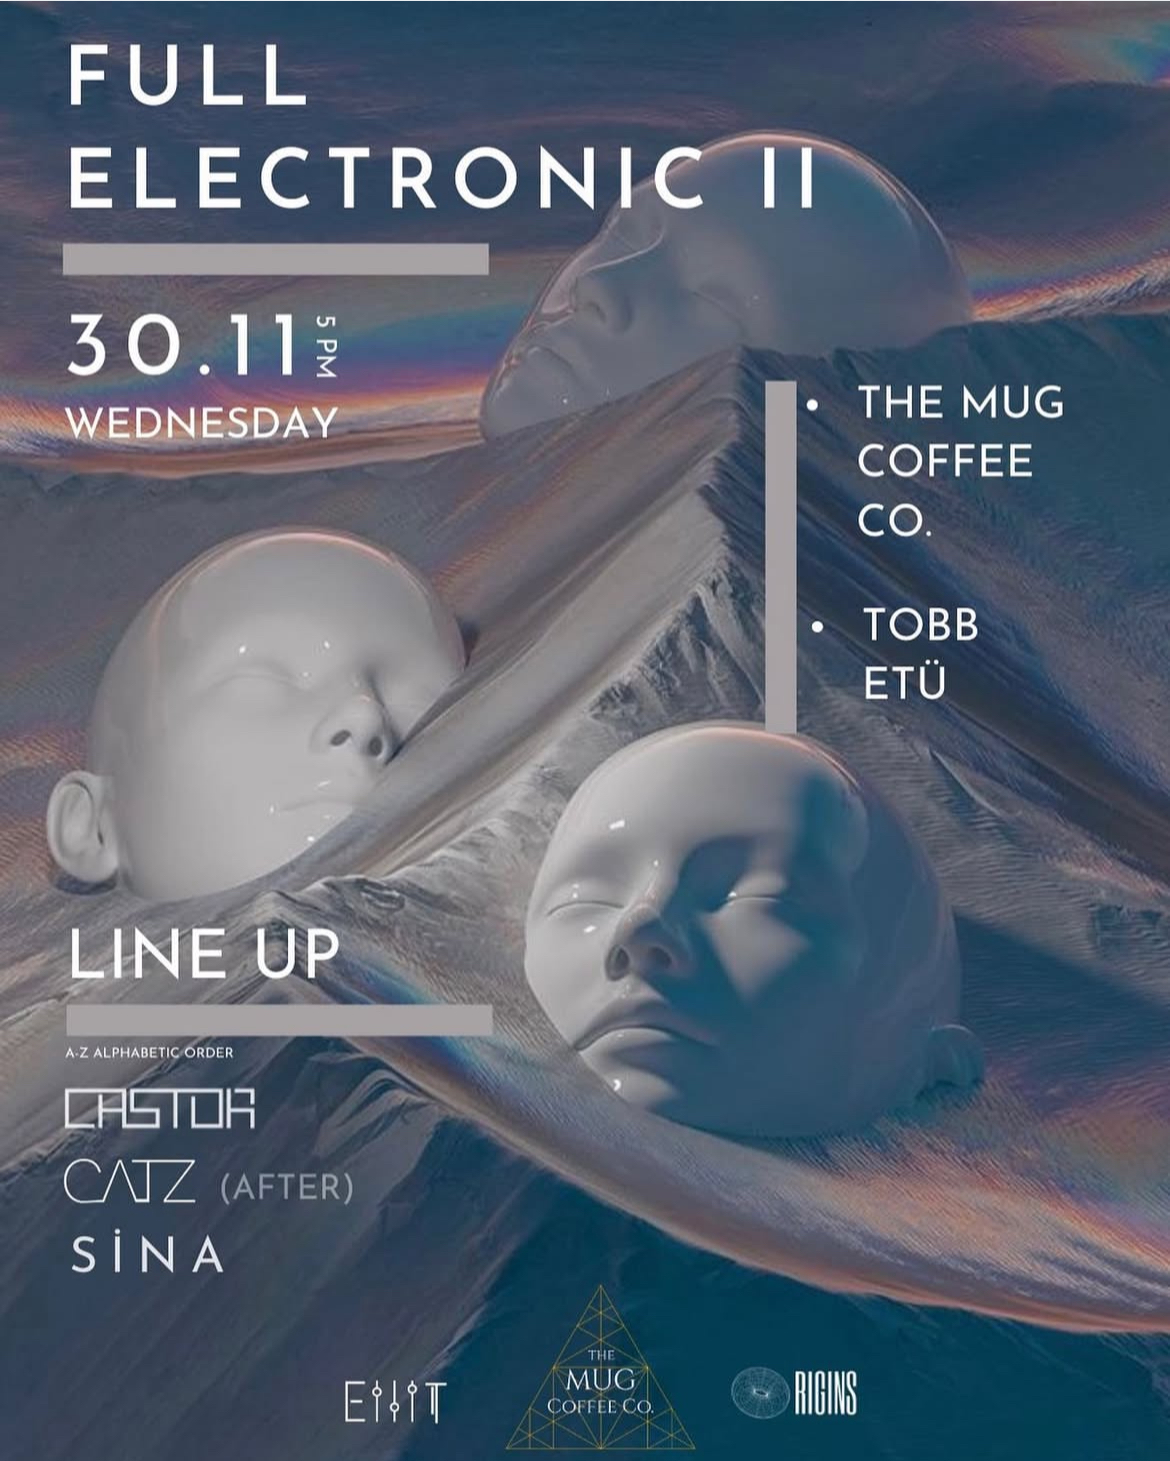 FULL
ELECTRONIC II
30.11 5 PM
WEDNESDAY
• THE MUG
COFFEE
CO.
• TOBB
ETÜ
LINE UP
A-Z ALPHABETIC ORDER
CASTOR
CATZ (AFTER)
SİNA
THE
MUG
COFFEE CO.
ORIGINS